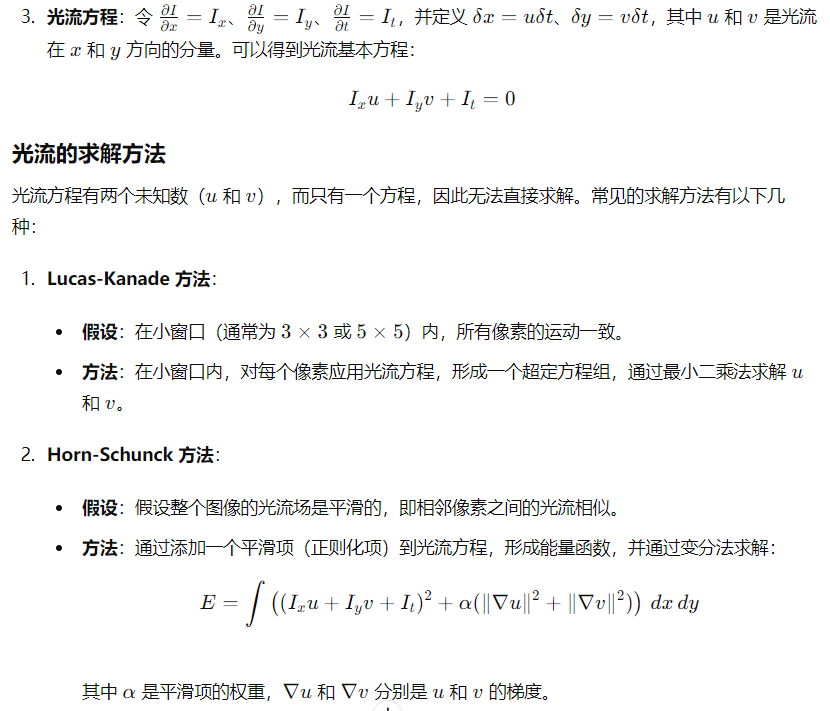 3. 光流方程：令 $\frac{\partial I}{\partial x} = I_x$、$\frac{\partial I}{\partial y} = I_y$、$\frac{\partial I}{\partial t} = I_t$，并定义 $\delta x = u\delta t$、$\delta y = v\delta t$，其中 $u$ 和 $v$ 是光流
在 $x$ 和 $y$ 方向的分量。可以得到光流基本方程：
$I_x u + I_y v + I_t = 0$
光流的求解方法
光流方程有两个未知数（$u$ 和 $v$），而只有一个方程，因此无法直接求解。常见的求解方法有以下几
种：
1. Lucas-Kanade 方法：
• 假设：在小窗口（通常为 $3 \times 3$ 或 $5 \times 5$）内，所有像素的运动一致。
• 方法：在小窗口内，对每个像素应用光流方程，形成一个超定方程组，通过最小二乘法求解 $u$
和 $v$。
2. Horn-Schunck 方法：
• 假设：假设整个图像的光流场是平滑的，即相邻像素之间的光流相似。
• 方法：通过添加一个平滑项（正则化项）到光流方程，形成能量函数，并通过变分法求解：
$E = \int \left( (I_x u + I_y v + I_t)^2 + \alpha (\|\nabla u\|^2 + \|\nabla v\|^2) \right) \, dx \, dy$
其中 $\alpha$ 是平滑项的权重，$\nabla u$ 和 $\nabla v$ 分别是 $u$ 和 $v$ 的梯度。